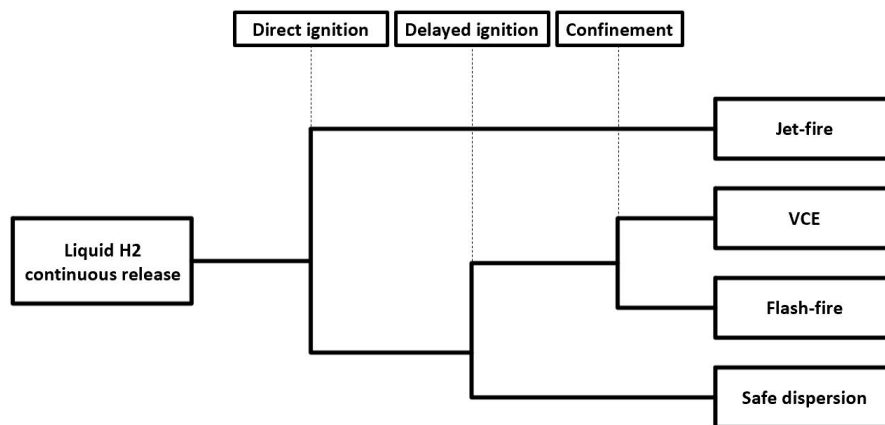 Direct ignition
Delayed ignition
Confinement
Jet-fire
VCE
Liquid H2
continuous release
Flash-fire
Safe dispersion